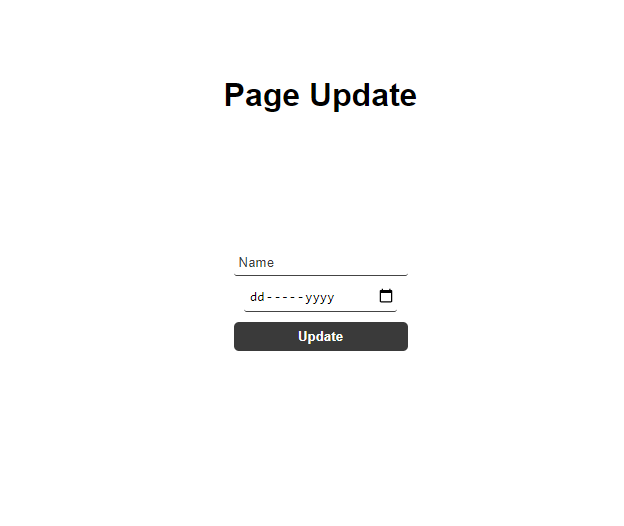 Page Update
Name
dd-----yyyy
Update